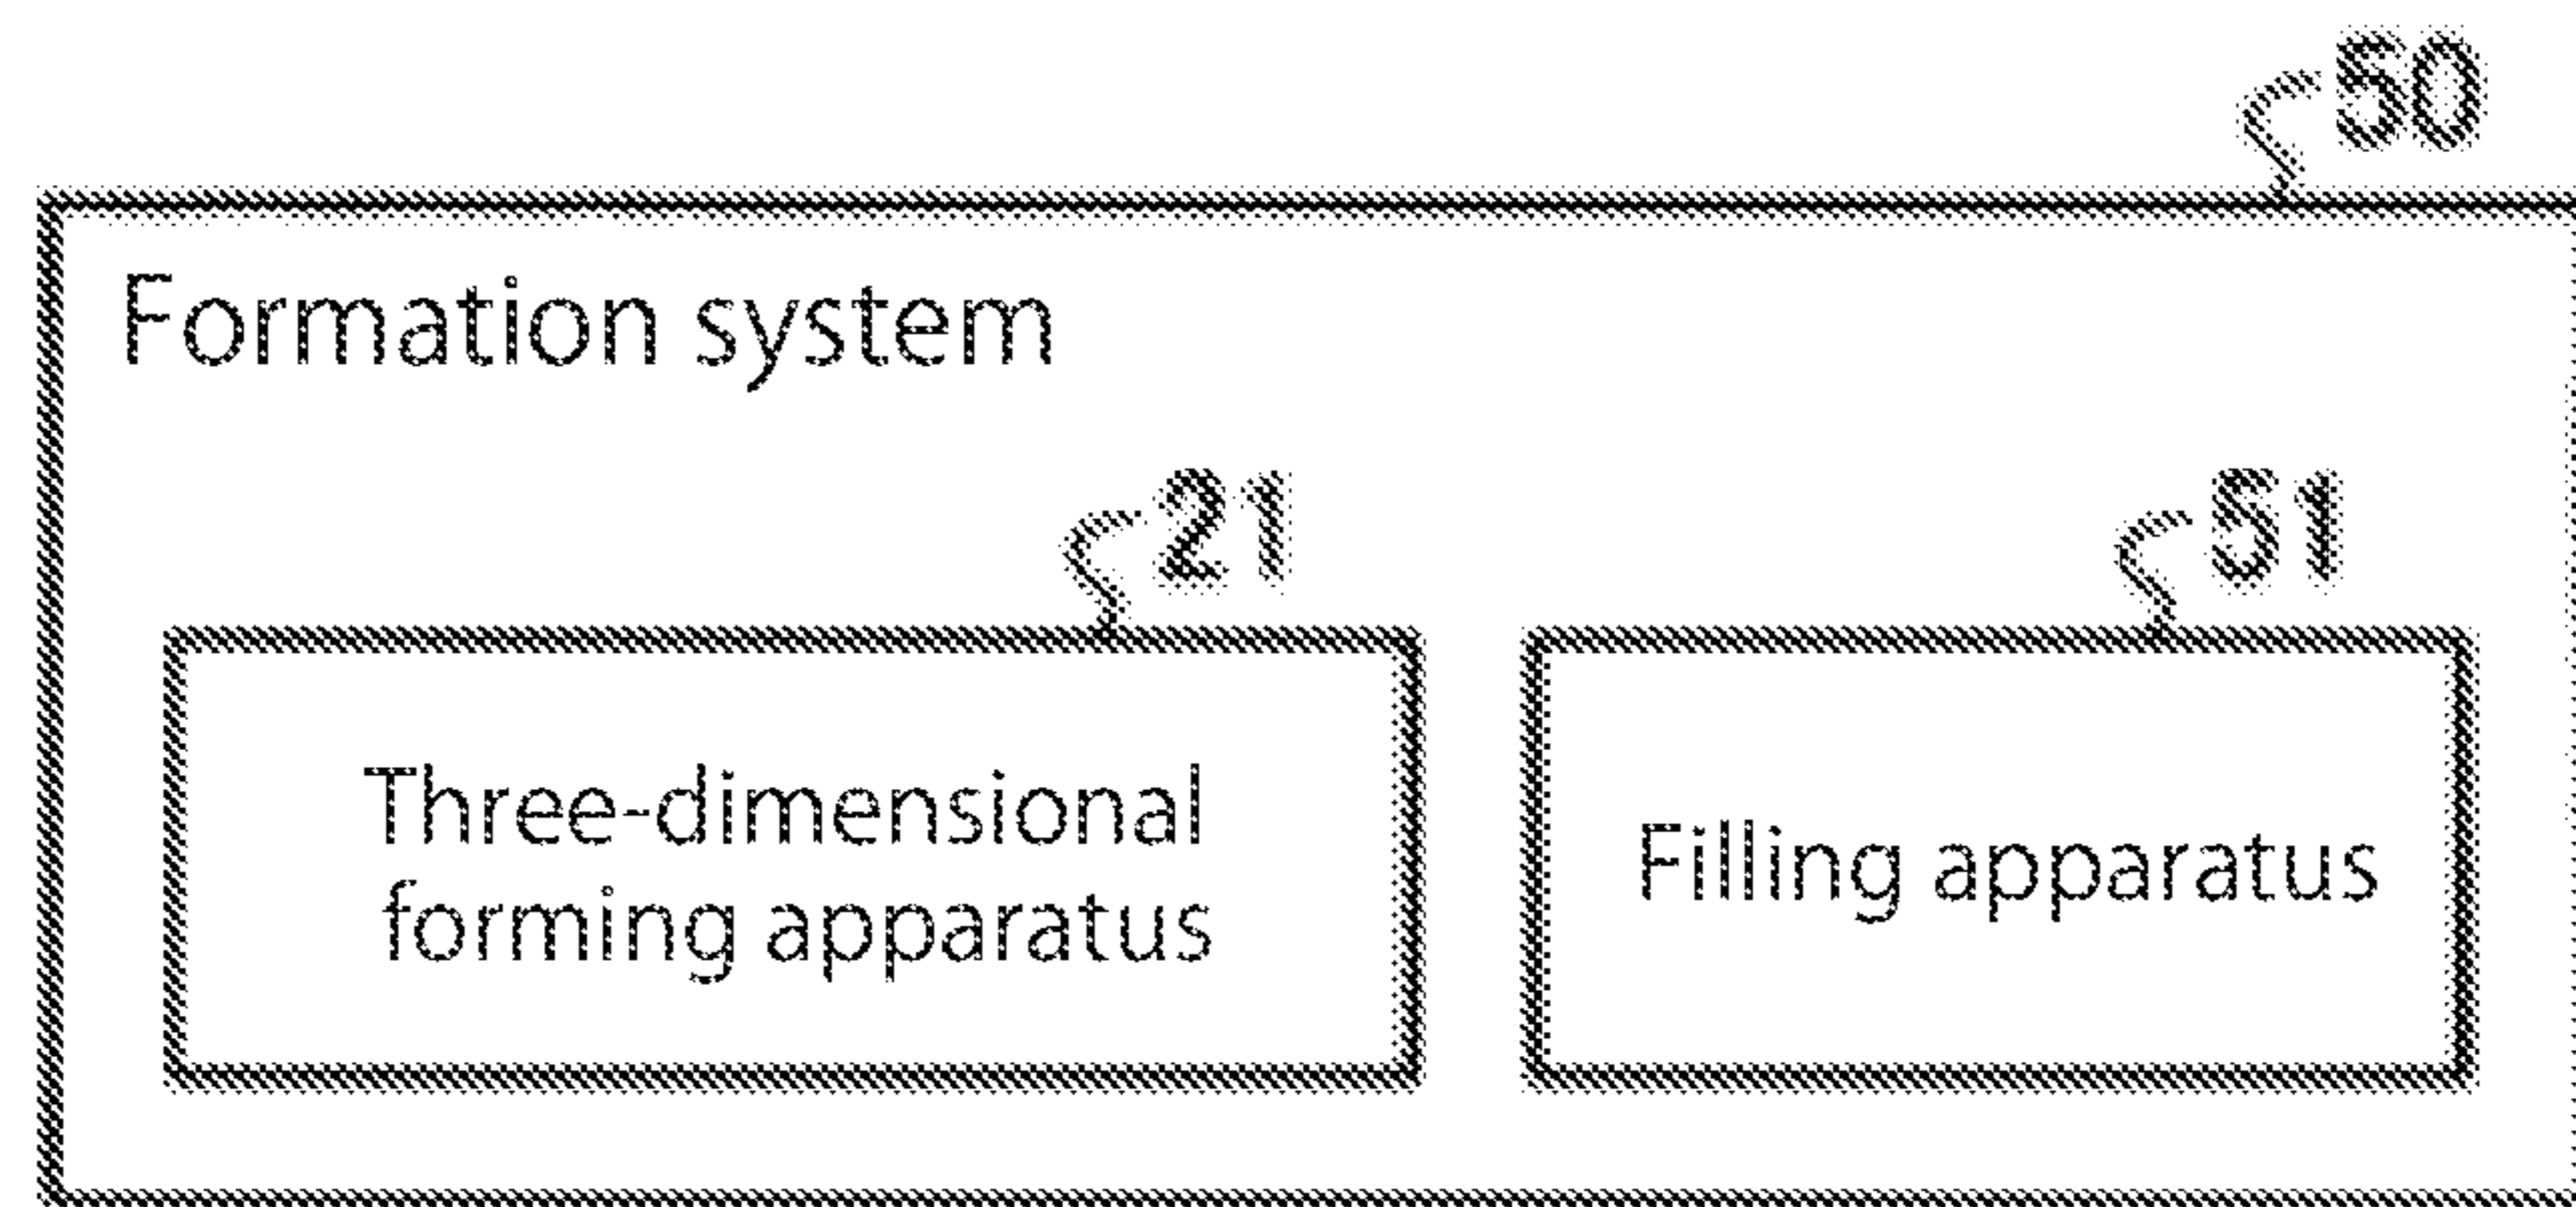 50
Formation system
21
51
Three-dimensional
forming apparatus
Filling apparatus